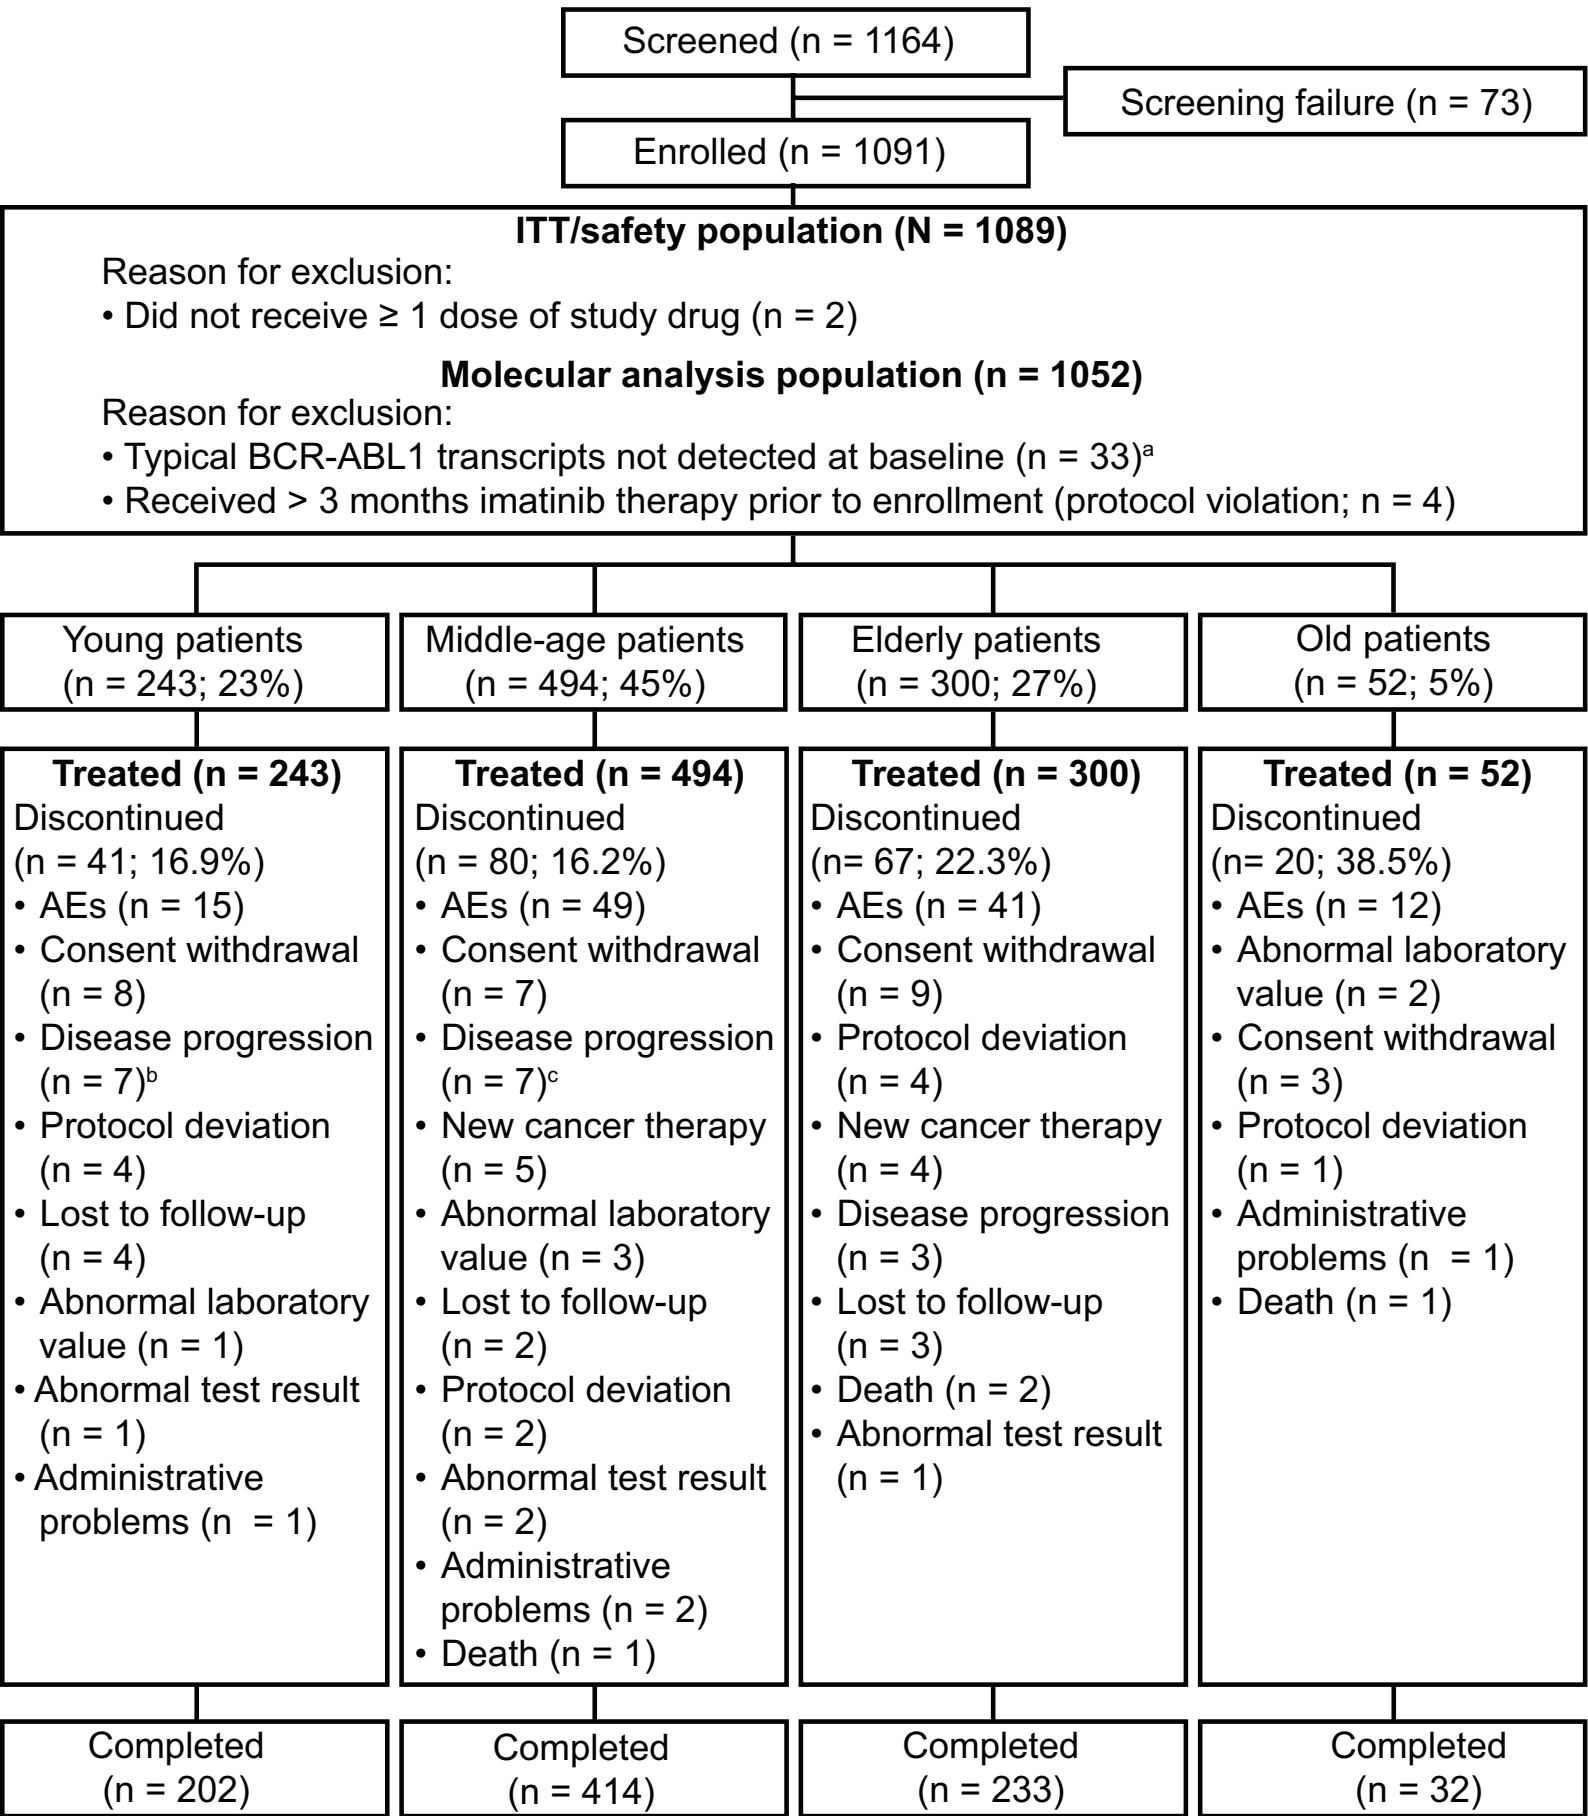 Screened (n = 1164)
Screening failure (n = 73)
Enrolled (n = 1091)
ITT/safety population (N = 1089)
Reason for exclusion:
• Did not receive ≥ 1 dose of study drug (n = 2)
Molecular analysis population (n = 1052)
Reason for exclusion:
• Typical BCR-ABL1 transcripts not detected at baseline (n = 33)ᵃ
• Received > 3 months imatinib therapy prior to enrollment (protocol violation; n = 4)
Young patients
(n = 243; 23%)
Middle-age patients
(n = 494; 45%)
Elderly patients
(n = 300; 27%)
Old patients
(n = 52; 5%)
Treated (n = 243)
Discontinued
(n = 41; 16.9%)
• AEs (n = 15)
• Consent withdrawal
(n = 8)
• Disease progression
(n = 7)ᵇ
• Protocol deviation
(n = 4)
• Lost to follow-up
(n = 4)
• Abnormal laboratory
value (n = 1)
• Abnormal test result
(n = 1)
• Administrative
problems (n  = 1)
Treated (n = 494)
Discontinued
(n = 80; 16.2%)
• AEs (n = 49)
• Consent withdrawal
(n = 7)
• Disease progression
(n = 7)ᶜ
• New cancer therapy
(n = 5)
• Abnormal laboratory
value (n = 3)
• Lost to follow-up
(n = 2)
• Protocol deviation
(n = 2)
• Abnormal test result
(n = 2)
• Administrative
problems (n = 2)
• Death (n = 1)
Treated (n = 300)
Discontinued
(n= 67; 22.3%)
• AEs (n = 41)
• Consent withdrawal
(n = 9)
• Protocol deviation
(n = 4)
• New cancer therapy
(n = 4)
• Disease progression
(n = 3)
• Lost to follow-up
(n = 3)
• Death (n = 2)
• Abnormal test result
(n = 1)
Treated (n = 52)
Discontinued
(n= 20; 38.5%)
• AEs (n = 12)
• Abnormal laboratory
value (n = 2)
• Consent withdrawal
(n = 3)
• Protocol deviation
(n = 1)
• Administrative
problems (n  = 1)
• Death (n = 1)
Completed
(n = 202)
Completed
(n = 414)
Completed
(n = 233)
Completed
(n = 32)